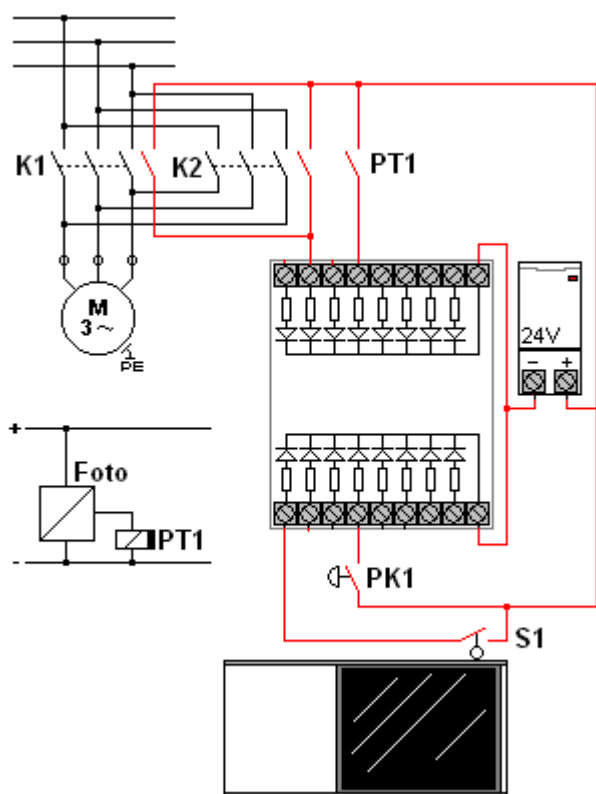 K1
K2
PT1
M
3~
PE
24V
- +
+
Foto
PT1
-
PK1
S1